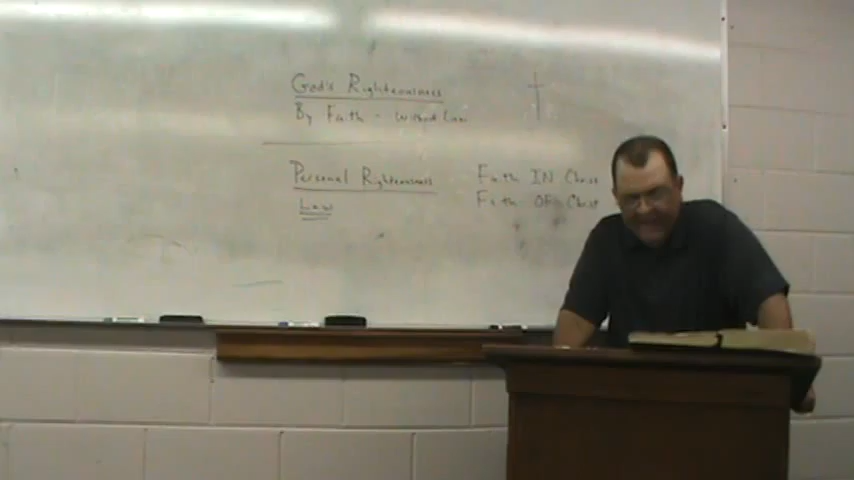 God's Righteousness
By Faith - Without Law
Personal Righteousness
Law
Faith IN Christ
Faith OF Christ